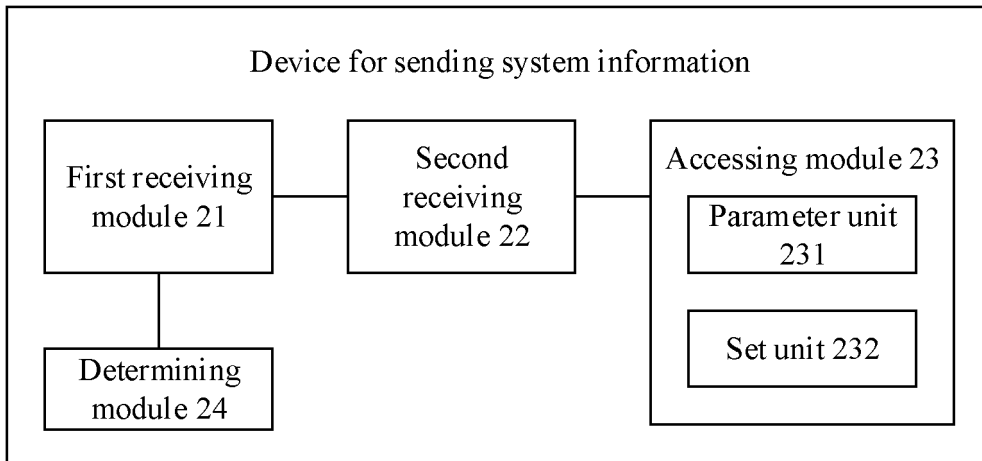 Device for sending system information
First receiving
module 21
Second
receiving
module 22
Accessing module 23
Parameter unit
231
Set unit 232
Determining
module 24